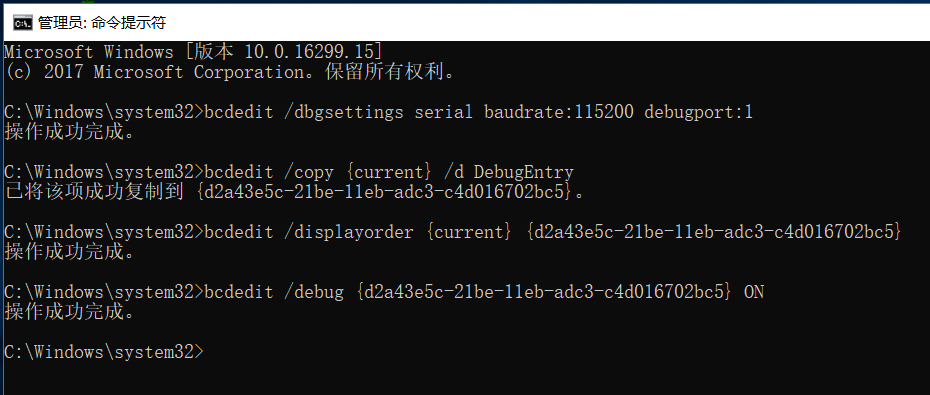 管理员: 命令提示符
Microsoft Windows [版本 10.0.16299.15]
(c) 2017 Microsoft Corporation。保留所有权利。
C:\Windows\system32>bcdedit /dbgsettings serial baudrate:115200 debugport:1
操作成功完成。
C:\Windows\system32>bcdedit /copy {current} /d DebugEntry
已将该项成功复制到 {d2a43e5c-21be-11eb-adc3-c4d016702bc5}。
C:\Windows\system32>bcdedit /displayorder {current} {d2a43e5c-21be-11eb-adc3-c4d016702bc5}
操作成功完成。
C:\Windows\system32>bcdedit /debug {d2a43e5c-21be-11eb-adc3-c4d016702bc5} ON
操作成功完成。
C:\Windows\system32>